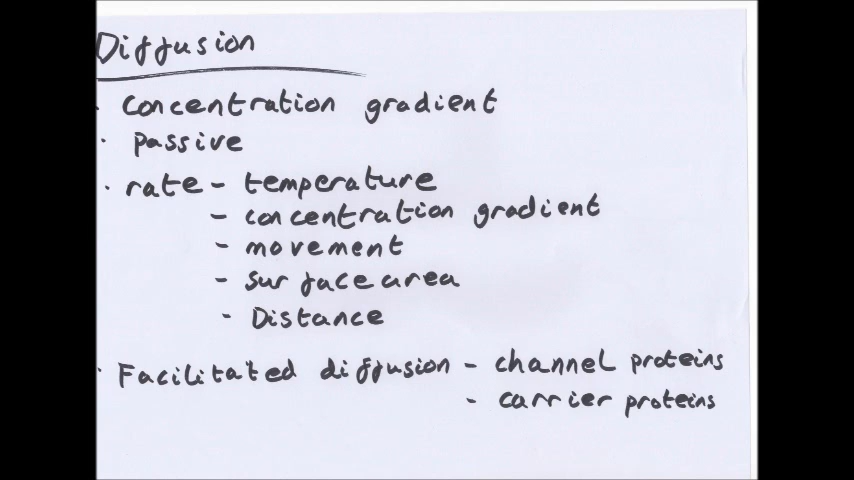 Diffusion
· concentration gradient
· passive
· rate - temperature
- concentration gradient
- movement
- surface area
- Distance
· Facilitated diffusion - channel proteins
- carrier proteins